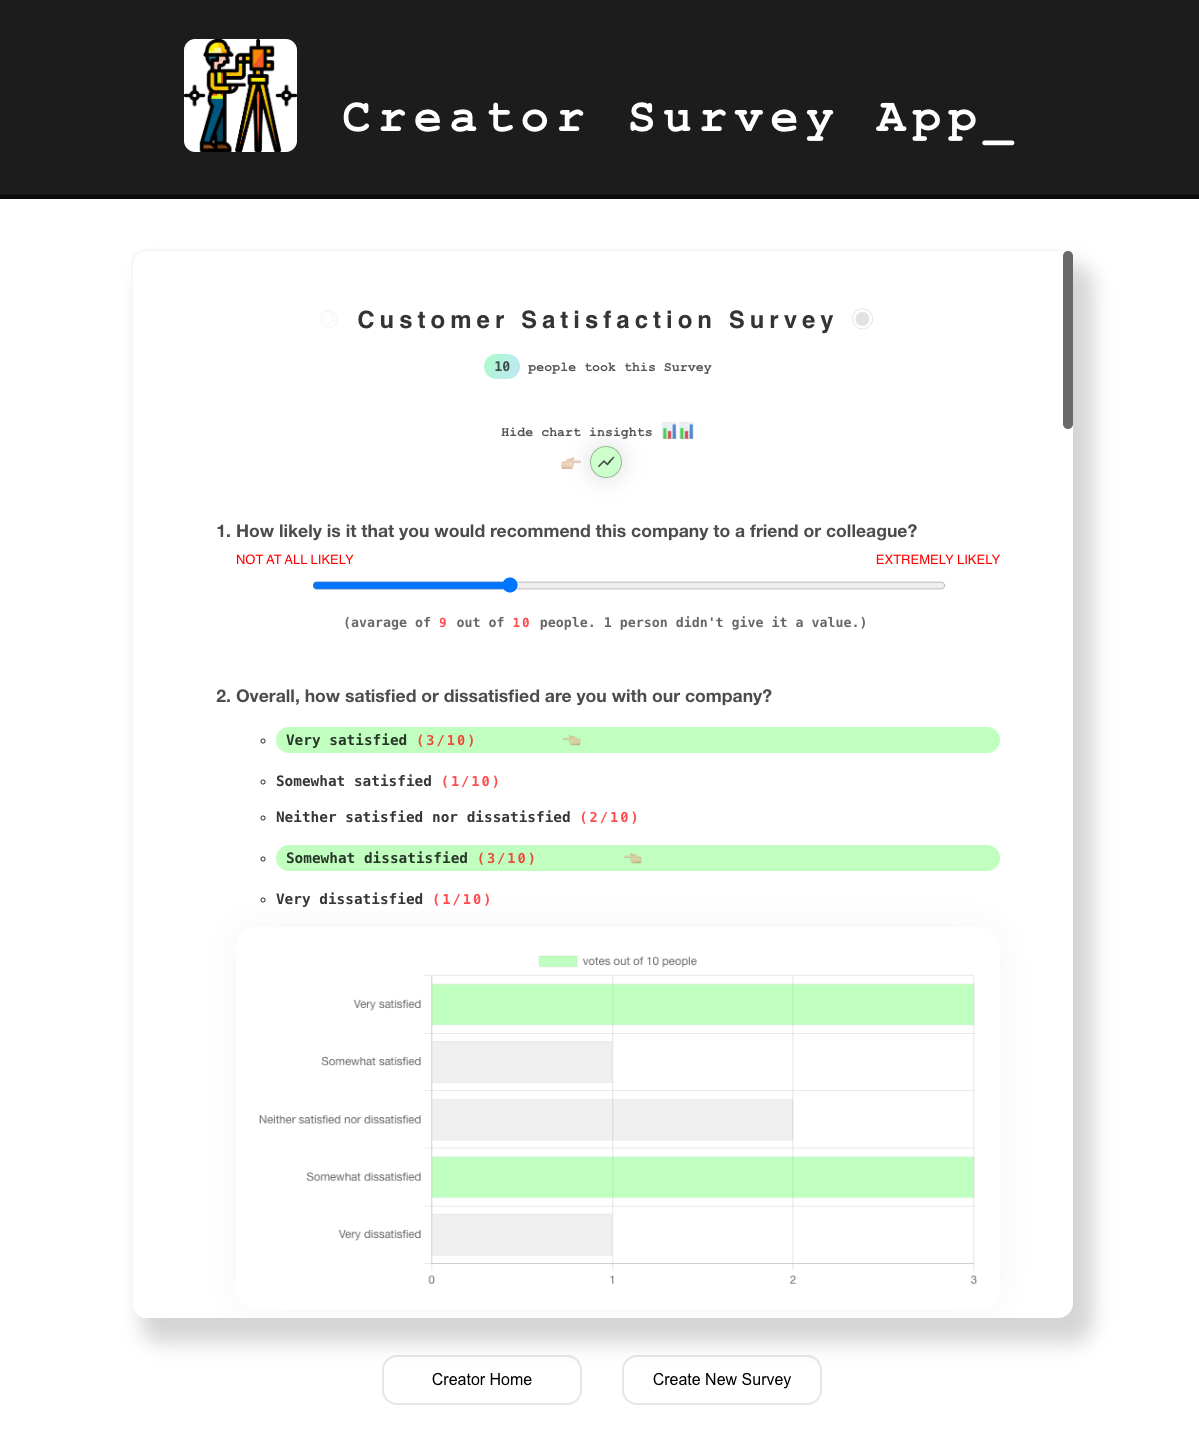 Creator Survey App_
Customer Satisfaction Survey
10 people took this Survey
Hide chart insights
1. How likely is it that you would recommend this company to a friend or colleague?
NOT AT ALL LIKELY EXTREMELY LIKELY
(avarage of 9 out of 10 people. 1 person didn't give it a value.)
2. Overall, how satisfied or dissatisfied are you with our company?
Very satisfied (3/10)
Somewhat satisfied (1/10)
Neither satisfied nor dissatisfied (2/10)
Somewhat dissatisfied (3/10)
Very dissatisfied (1/10)
votes out of 10 people
Very satisfied
Somewhat satisfied
Neither satisfied nor dissatisfied
Somewhat dissatisfied
Very dissatisfied
0 1 2 3
Creator Home Create New Survey